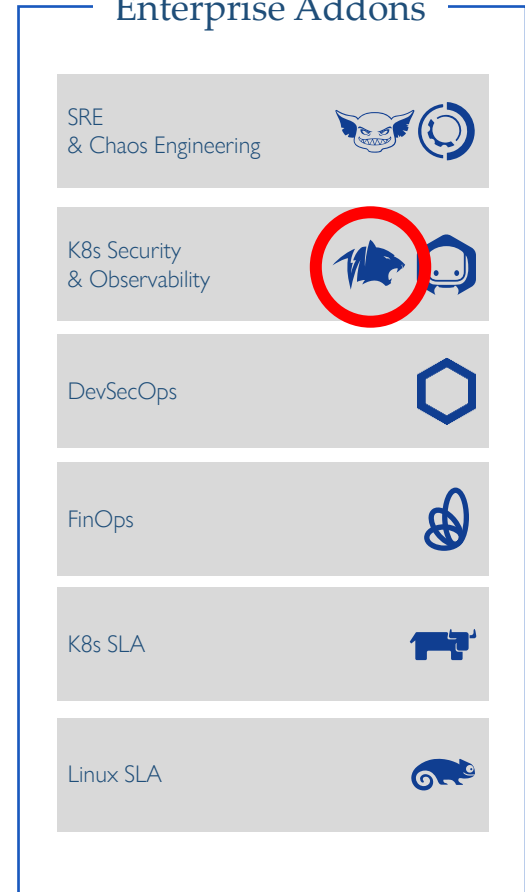 Enterprise Addons
SRE
& Chaos Engineering
K8s Security
& Observability
DevSecOps
FinOps
K8s SLA
Linux SLA